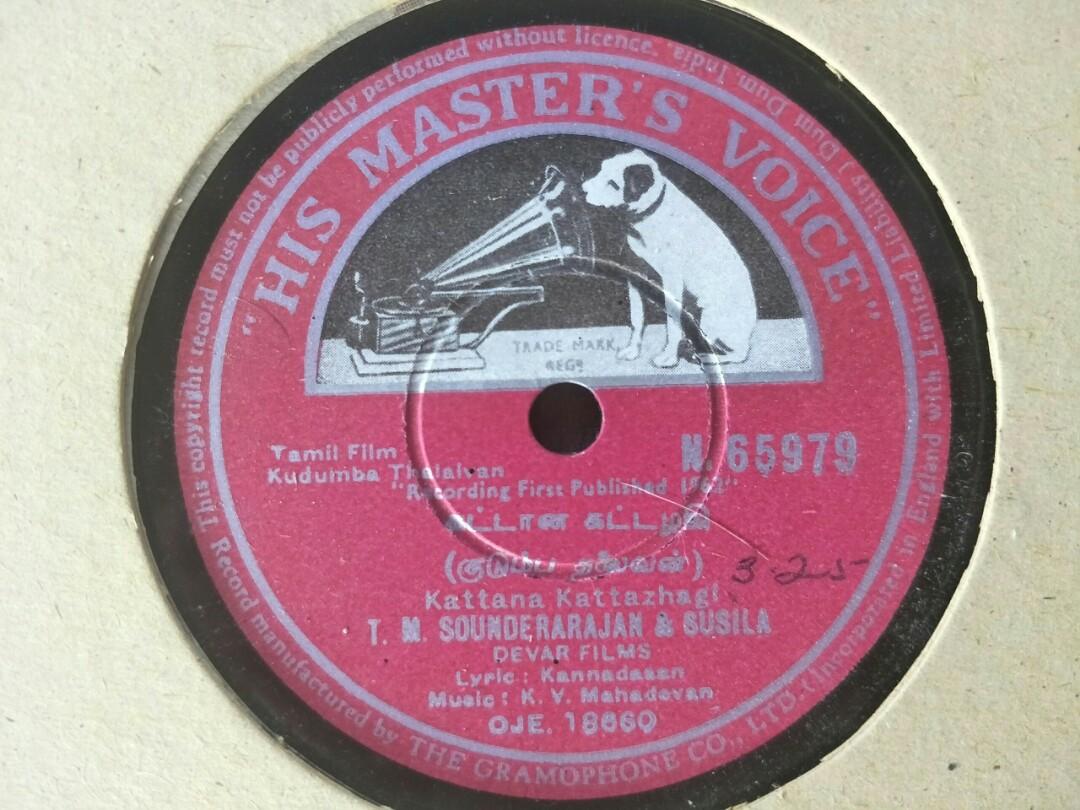 This copyright record must not be publicly performed without licence.
"HIS MASTER'S VOICE"
TRADE MARK
REGD
Tamil Film
N. 65979
Kudumba Thalaivan
"Recording First Published 1962"
கட்டான கட்டழகி
(குடும்ப தலைவன்)
3-25-
Kattana Kattazhagi
T. M. SOUNDERARAJAN & SUSILA
DEVAR FILMS
Lyric : Kannadasan
Music : K. V. Mahadevan
OJE. 18660
Record manufactured by THE GRAMOPHONE CO., LTD. (Incorporated in England with Limited Liability) Dum Dum, India.